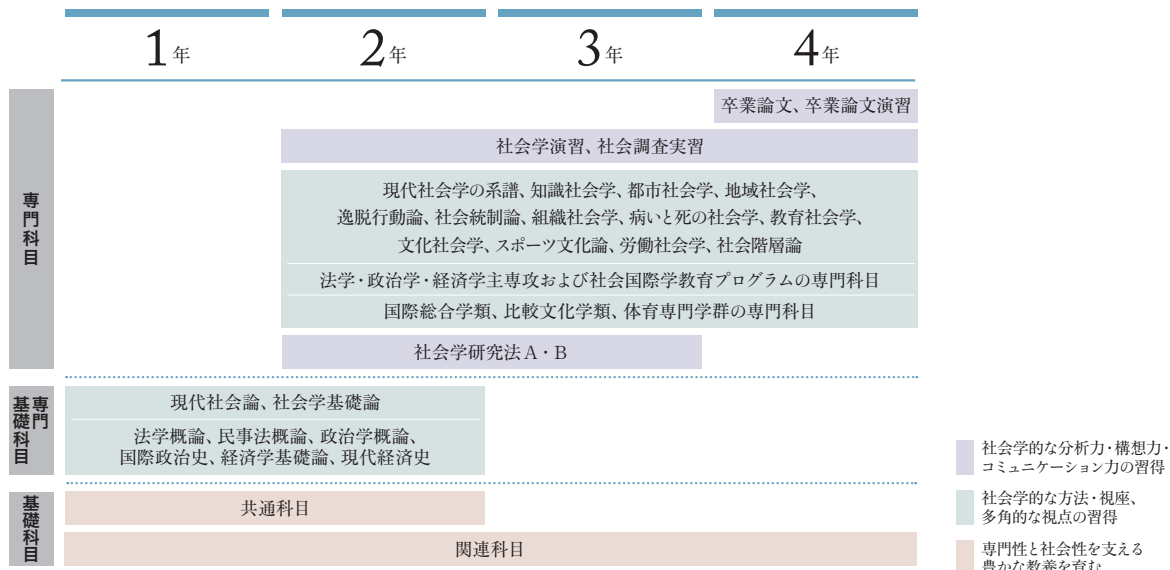 1年
2年
3年
4年
専門科目
卒業論文、卒業論文演習
社会学演習、社会調査実習
現代社会学の系譜、知識社会学、都市社会学、地域社会学、
逸脱行動論、社会統制論、組織社会学、病いと死の社会学、教育社会学、
文化社会学、スポーツ文化論、労働社会学、社会階層論
法学・政治学・経済学主専攻および社会国際学教育プログラムの専門科目
国際総合学類、比較文化学類、体育専門学群の専門科目
社会学研究法A・B
専門基礎科目
現代社会論、社会学基礎論
法学概論、民事法概論、政治学概論、
国際政治史、経済学基礎論、現代経済史
基礎科目
共通科目
関連科目
社会学的な分析力・構想力・
コミュニケーション力の習得
社会学的な方法・視座、
多角的な視点の習得
専門性と社会性を支える
豊かな教養を育む